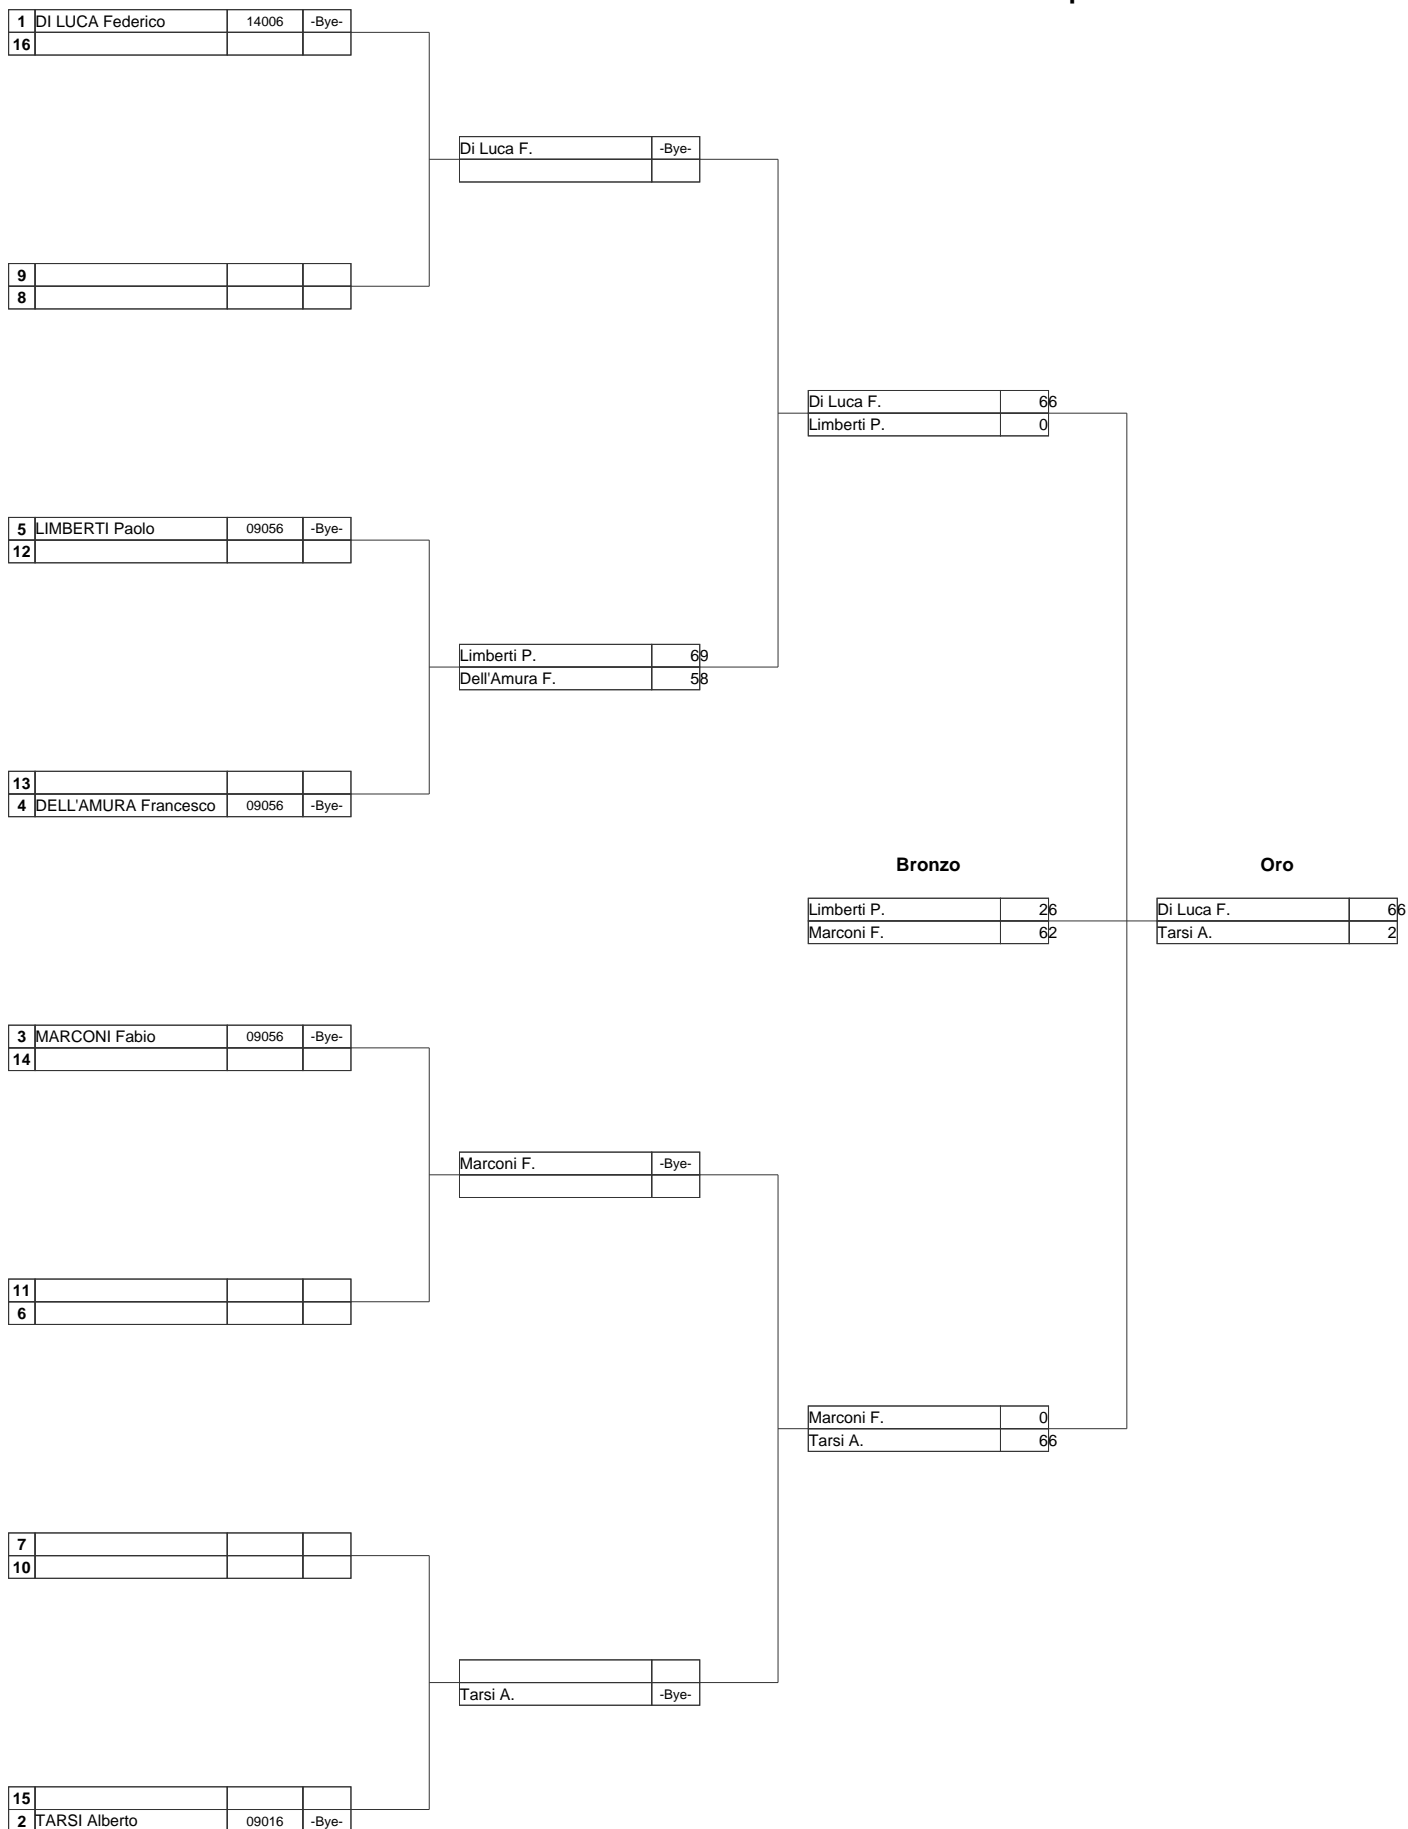 1 DI LUCA Federico 14006 -Bye-
16
Di Luca F. -Bye-
9
8
Di Luca F. 66
Limberti P. 0
5 LIMBERTI Paolo 09056 -Bye-
12
Limberti P. 69
Dell'Amura F. 58
13
4 DELL'AMURA Francesco 09056 -Bye-
Bronzo Oro
Limberti P. 26 Di Luca F. 66
Marconi F. 62 Tarsi A. 2
3 MARCONI Fabio 09056 -Bye-
14
Marconi F. -Bye-
11
6
Marconi F. 0
Tarsi A. 66
7
10
Tarsi A. -Bye-
15
2 TARSI Alberto 09016 -Bye-